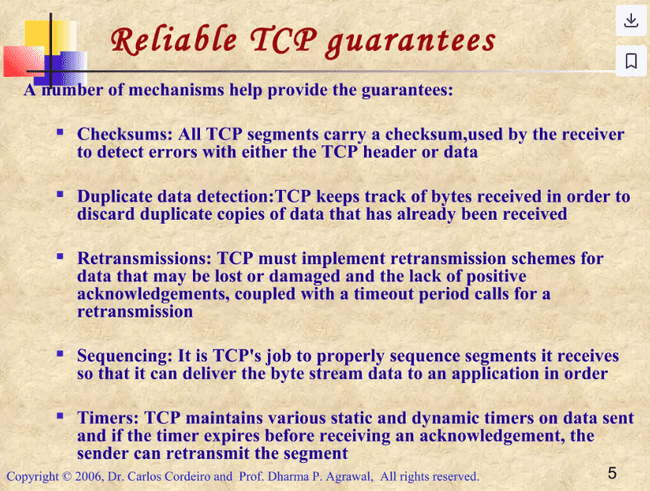 Reliable TCP guarantees
A number of mechanisms help provide the guarantees:
Checksums: All TCP segments carry a checksum,used by the receiver
to detect errors with either the TCP header or data
Duplicate data detection:TCP keeps track of bytes received in order to
discard duplicate copies of data that has already been received
Retransmissions: TCP must implement retransmission schemes for
data that may be lost or damaged and the lack of positive
acknowledgements, coupled with a timeout period calls for a
retransmission
Sequencing: It is TCP's job to properly sequence segments it receives
so that it can deliver the byte stream data to an application in order
Timers: TCP maintains various static and dynamic timers on data sent
and if the timer expires before receiving an acknowledgement, the
sender can retransmit the segment
Copyright © 2006, Dr. Carlos Cordeiro and Prof. Dharma P. Agrawal, All rights reserved.
5